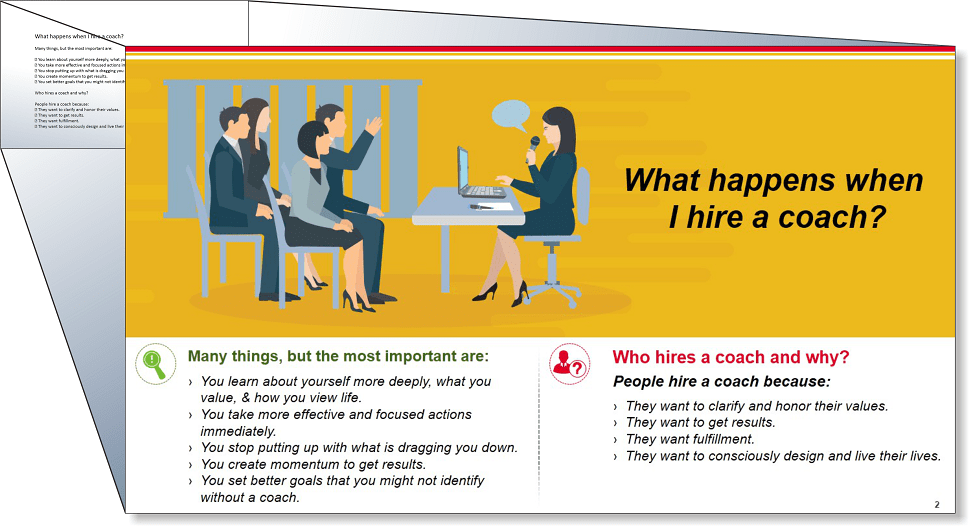 What happens when I hire a coach?
Many things, but the most important are:
You learn about yourself more deeply, what yo
You take more effective and focused actions in
You stop putting up with what is dragging you
You create momentum to get results.
You set better goals that you might not identif
Who hires a coach and why?
People hire a coach because:
They want to clarify and honor their values.
They want to get results.
They want fulfillment.
They want to consciously design and live their
What happens when
I hire a coach?
Many things, but the most important are:
› You learn about yourself more deeply, what you
value, & how you view life.
› You take more effective and focused actions
immediately.
› You stop putting up with what is dragging you down.
› You create momentum to get results.
› You set better goals that you might not identify
without a coach.
Who hires a coach and why?
People hire a coach because:
› They want to clarify and honor their values.
› They want to get results.
› They want fulfillment.
› They want to consciously design and live their lives.
2